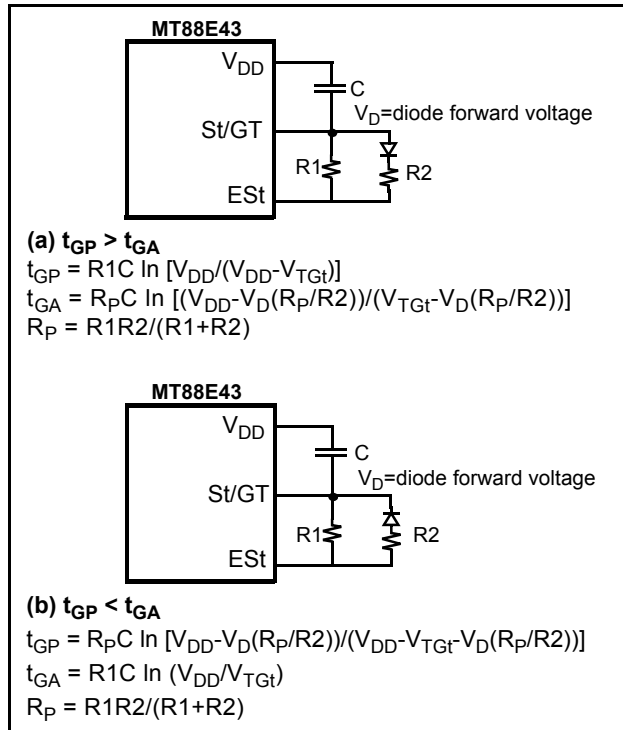 MT88E43
VDD
C
VD=diode forward voltage
St/GT
R1
R2
ESt
(a) tGP > tGA
tGP = R1C ln [VDD/(VDD-VTGt)]
tGA = RPC ln [(VDD-VD(RP/R2))/(VTGt-VD(RP/R2))]
RP = R1R2/(R1+R2)
MT88E43
VDD
C
VD=diode forward voltage
St/GT
R1
R2
ESt
(b) tGP < tGA
tGP = RPC ln [VDD-VD(RP/R2))/(VDD-VTGt-VD(RP/R2))]
tGA = R1C ln (VDD/VTGt)
RP = R1R2/(R1+R2)